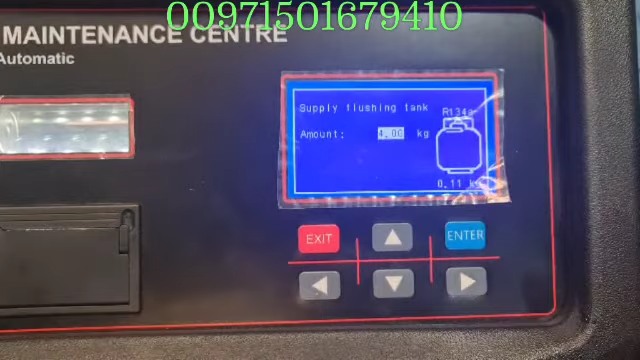 00971501679410
MAINTENANCE CENTRE
Automatic
Supply flushing tank
R134a
Amount: 4.00 kg
0.11 kg
EXIT
ENTER